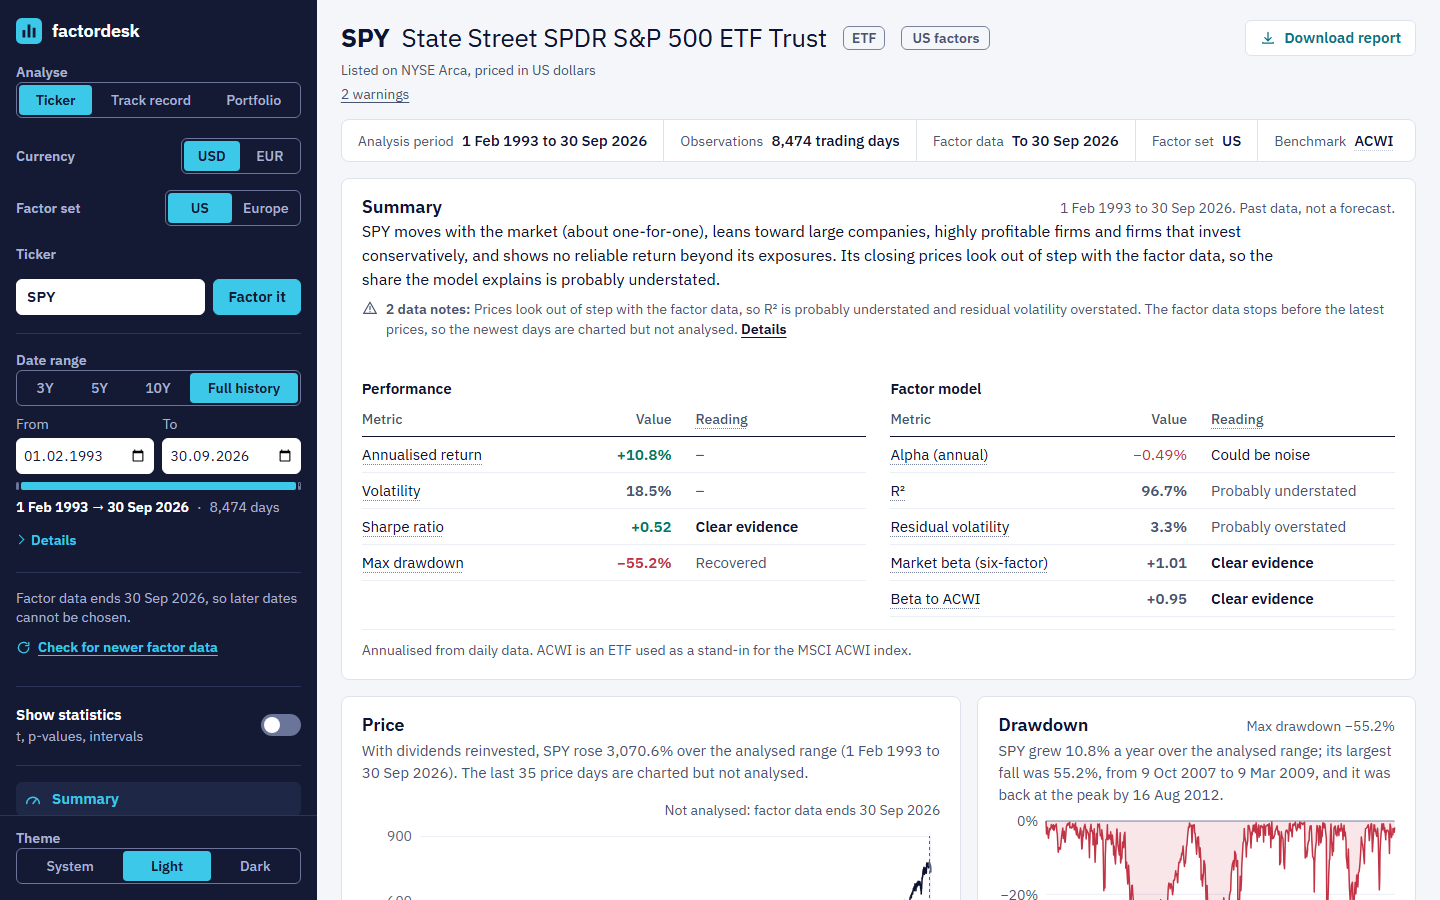 factordesk
Analyse
Ticker Track record Portfolio
Currency USD EUR
Factor set US Europe
Ticker
SPY Factor it
Date range
3Y 5Y 10Y Full history
From To
01.02.1993 30.09.2026
1 Feb 1993 → 30 Sep 2026 · 8,474 days
Details
Factor data ends 30 Sep 2026, so later dates
cannot be chosen.
Check for newer factor data
Show statistics
t, p-values, intervals
Summary
Theme
System Light Dark
SPY State Street SPDR S&P 500 ETF Trust ETF US factors
Download report
Listed on NYSE Arca, priced in US dollars
2 warnings
Analysis period 1 Feb 1993 to 30 Sep 2026 Observations 8,474 trading days Factor data To 30 Sep 2026 Factor set US Benchmark ACWI
Summary 1 Feb 1993 to 30 Sep 2026. Past data, not a forecast.
SPY moves with the market (about one-for-one), leans toward large companies, highly profitable firms and firms that invest
conservatively, and shows no reliable return beyond its exposures. Its closing prices look out of step with the factor data, so the
share the model explains is probably understated.
2 data notes: Prices look out of step with the factor data, so R² is probably understated and residual volatility overstated. The factor data stops before the latest
prices, so the newest days are charted but not analysed. Details
Performance
Metric Value Reading
Annualised return +10.8% –
Volatility 18.5% –
Sharpe ratio +0.52 Clear evidence
Max drawdown −55.2% Recovered
Factor model
Metric Value Reading
Alpha (annual) −0.49% Could be noise
R² 96.7% Probably understated
Residual volatility 3.3% Probably overstated
Market beta (six-factor) +1.01 Clear evidence
Beta to ACWI +0.95 Clear evidence
Annualised from daily data. ACWI is an ETF used as a stand-in for the MSCI ACWI index.
Price
With dividends reinvested, SPY rose 3,070.6% over the analysed range (1 Feb 1993 to
30 Sep 2026). The last 35 price days are charted but not analysed.
Not analysed: factor data ends 30 Sep 2026
900
600
Drawdown Max drawdown −55.2%
SPY grew 10.8% a year over the analysed range; its largest
fall was 55.2%, from 9 Oct 2007 to 9 Mar 2009, and it was
back at the peak by 16 Aug 2012.
0%
−20%